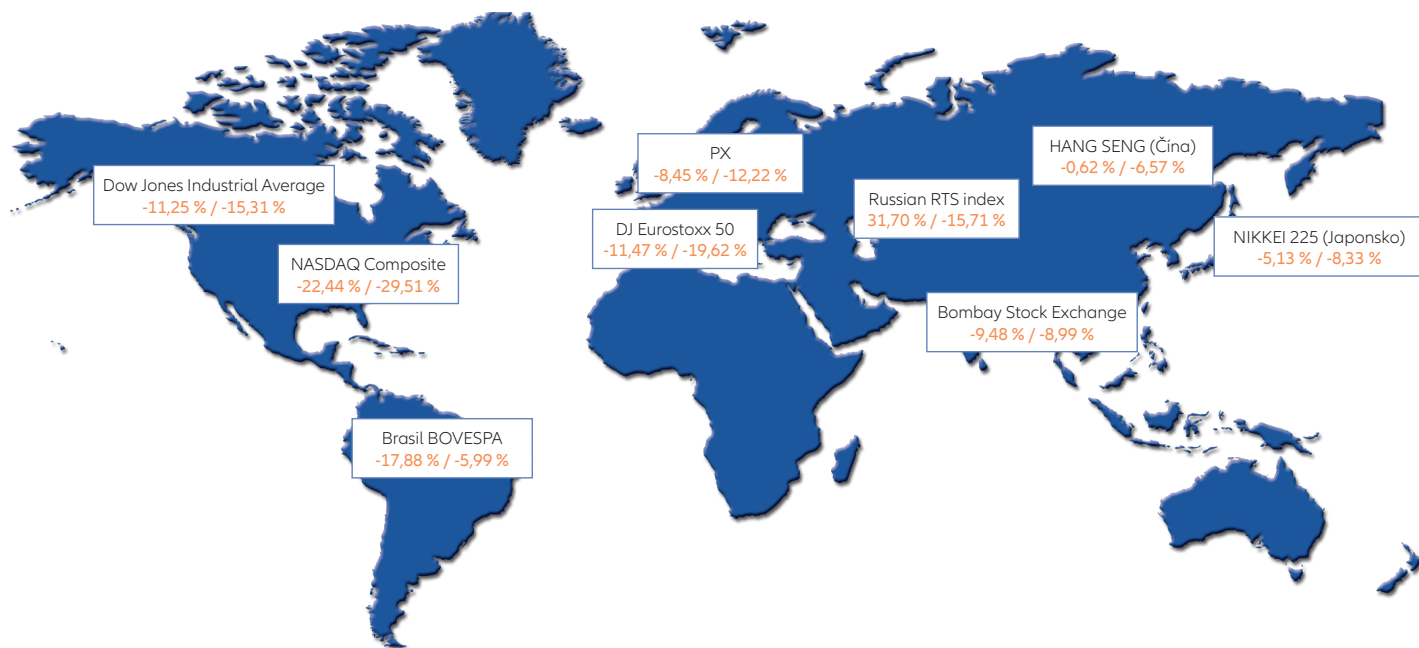 PX
-8,45 % / -12,22 %
HANG SENG (Čína)
-0,62 % / -6,57 %
Dow Jones Industrial Average
-11,25 % / -15,31 %
Russian RTS index
31,70 % / -15,71 %
DJ Eurostoxx 50
-11,47 % / -19,62 %
NIKKEI 225 (Japonsko)
-5,13 % / -8,33 %
NASDAQ Composite
-22,44 % / -29,51 %
Bombay Stock Exchange
-9,48 % / -8,99 %
Brasil BOVESPA
-17,88 % / -5,99 %